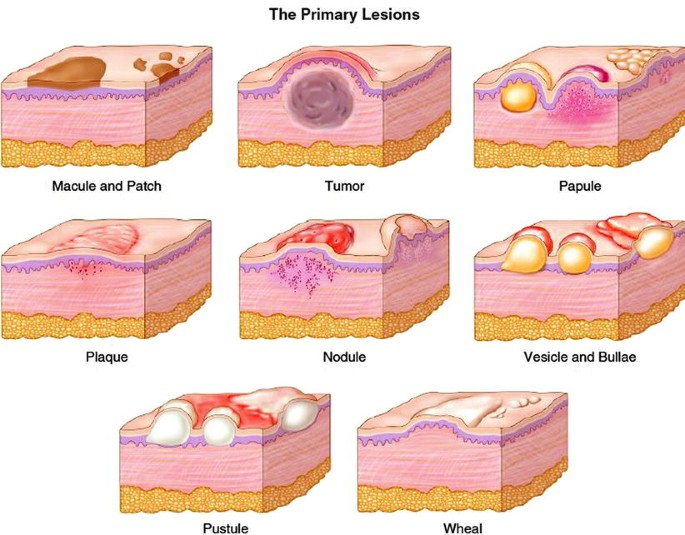 The Primary Lesions
Macule and Patch
Tumor
Papule
Plaque
Nodule
Vesicle and Bullae
Pustule
Wheal